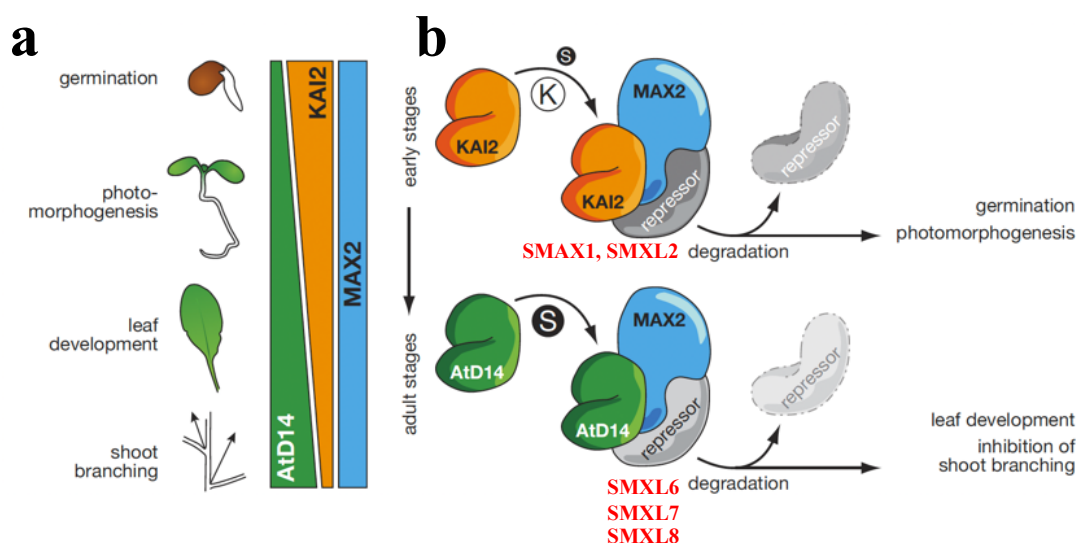 a
germination
photo-
morphogenesis
leaf
development
shoot
branching
KAI2
MAX2
AtD14
b
early stages
adult stages
KAI2
S
K
MAX2
KAI2
repressor
repressor
SMAX1, SMXL2
degradation
germination
photomorphogenesis
AtD14
S
MAX2
AtD14
repressor
repressor
SMXL6
SMXL7
SMXL8
degradation
leaf development
inhibition of
shoot branching